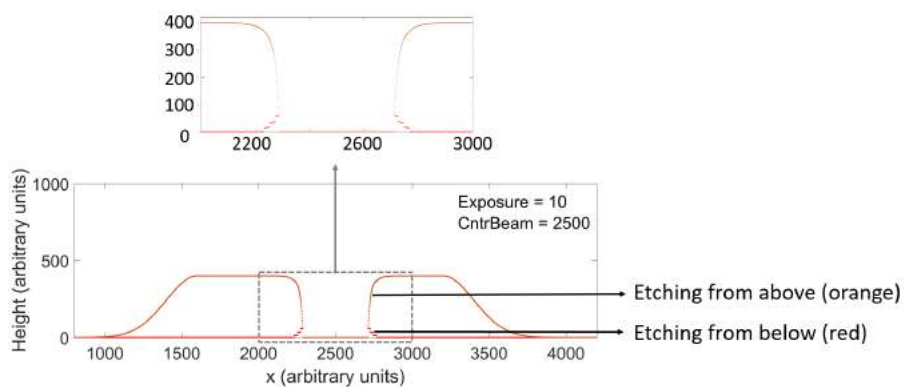 400
300
200
100
0
2200 2600 3000
1000
500
0
Height (arbitrary units)
Exposure = 10
CntrBeam = 2500
Etching from above (orange)
Etching from below (red)
1000 1500 2000 2500 3000 3500 4000
x (arbitrary units)